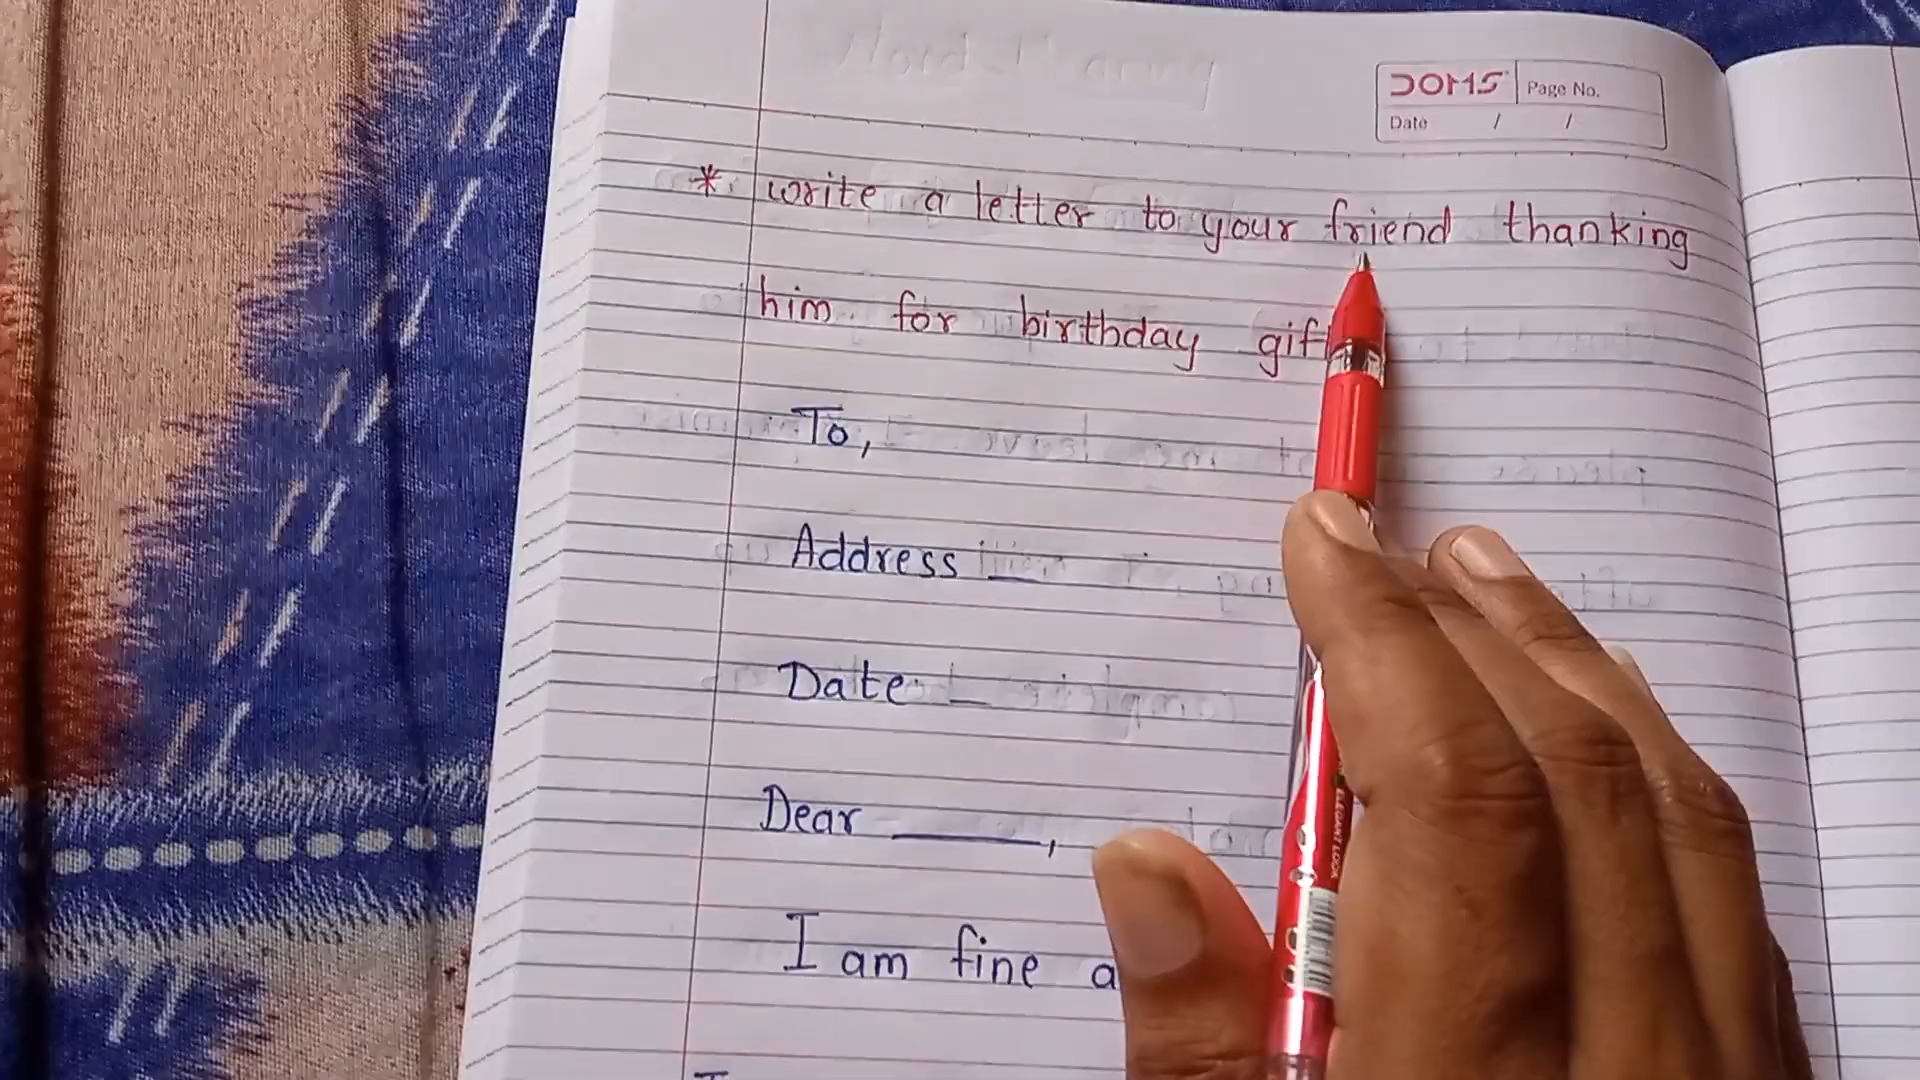 DOMS Page No.
Date / /
* write a letter to your friend thanking
him for birthday gif
To,
Address _
Date: _
Dear ______,
I am fine a